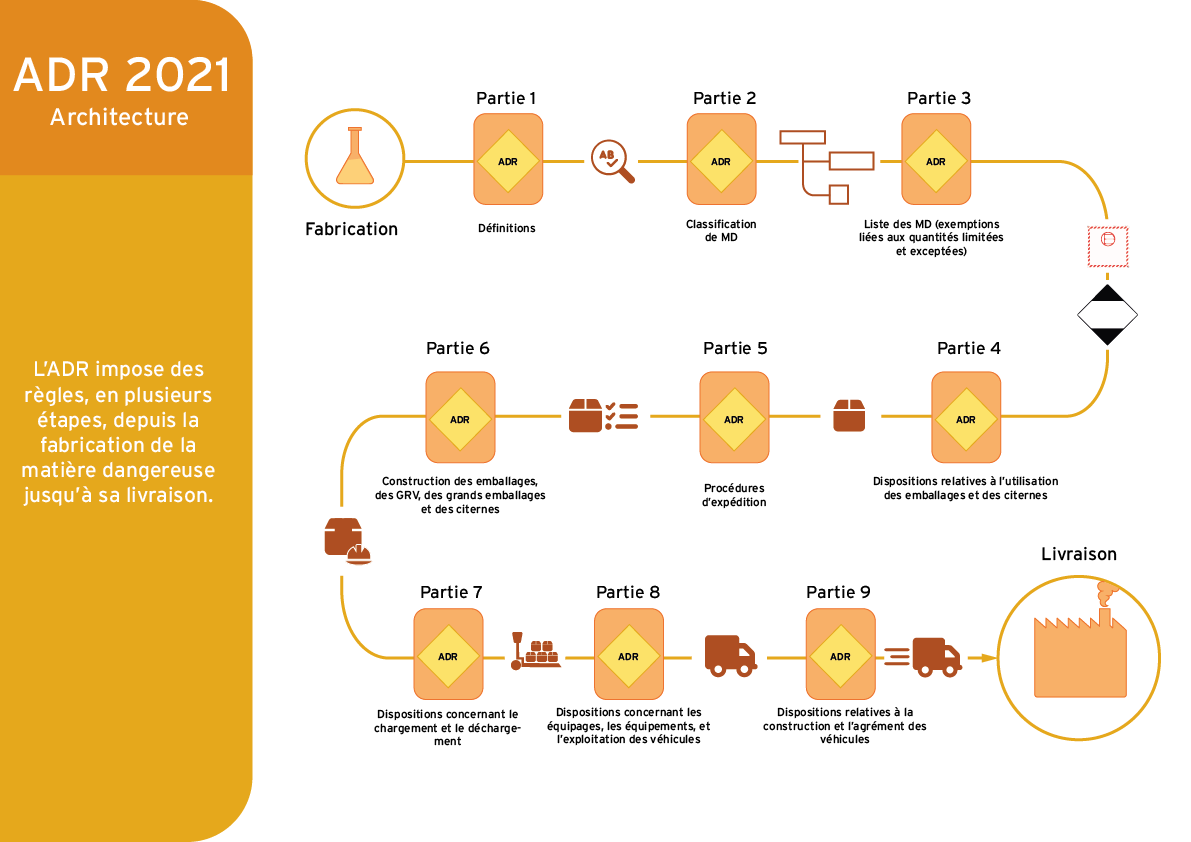 ADR 2021
Architecture
L'ADR impose des
règles, en plusieurs
étapes, depuis la
fabrication de la
matière dangereuse
jusqu'à sa livraison.
Fabrication
Partie 1
ADR
Définitions
AB
Partie 2
ADR
Classification
de MD
Partie 3
ADR
Liste des MD (exemptions
liées aux quantités limitées
et exceptées)
Partie 4
ADR
Dispositions relatives à l'utilisation
des emballages et des citernes
Partie 5
ADR
Procédures
d'expédition
Partie 6
ADR
Construction des emballages,
des GRV, des grands emballages
et des citernes
Partie 7
ADR
Dispositions concernant le
chargement et le décharge-
ment
Partie 8
ADR
Dispositions concernant les
équipages, les équipements, et
l'exploitation des véhicules
Partie 9
ADR
Dispositions relatives à la
construction et l'agrément des
véhicules
Livraison